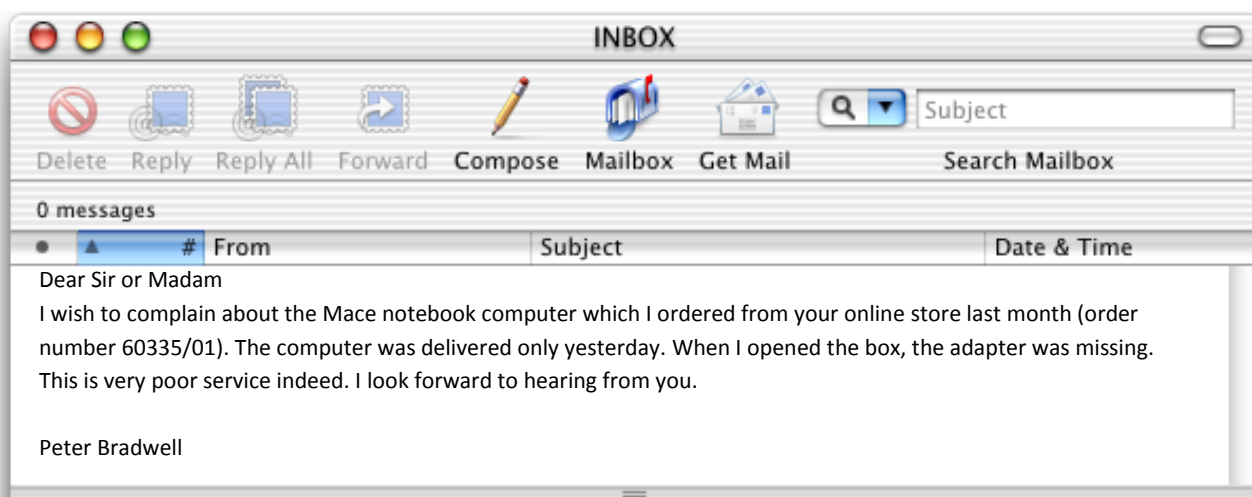 INBOX
Delete Reply Reply All Forward Compose Mailbox Get Mail Subject Search Mailbox
0 messages
# From Subject Date & Time
Dear Sir or Madam
I wish to complain about the Mace notebook computer which I ordered from your online store last month (order
number 60335/01). The computer was delivered only yesterday. When I opened the box, the adapter was missing.
This is very poor service indeed. I look forward to hearing from you.
Peter Bradwell